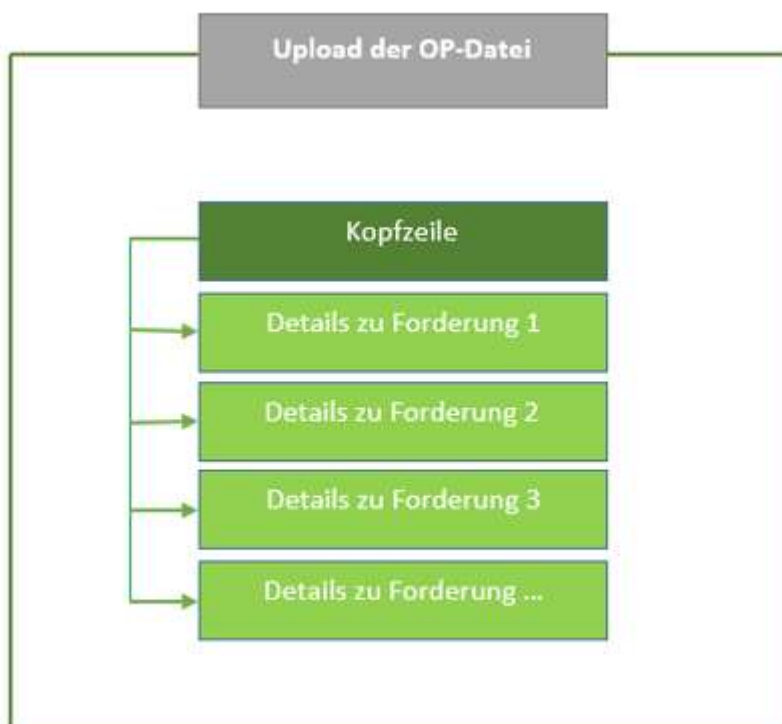 Upload der OP-Datei
Kopfzeile
Details zu Forderung 1
Details zu Forderung 2
Details zu Forderung 3
Details zu Forderung ...